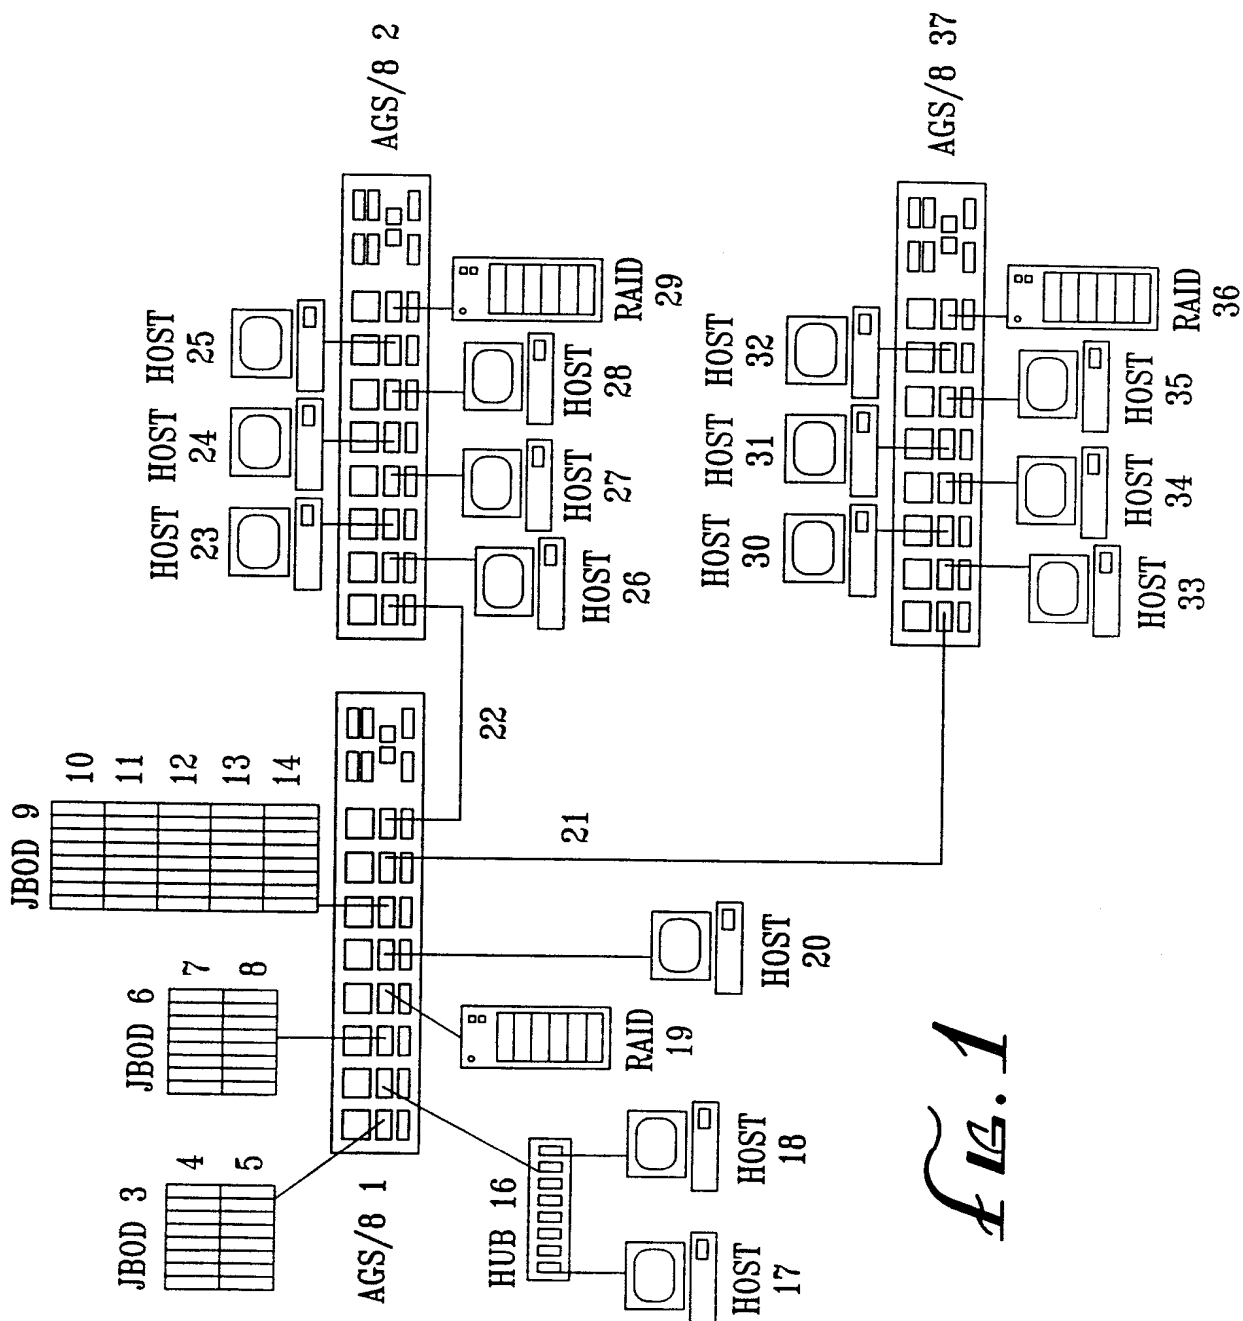 JBOD 3
4
5
JBOD 6
7
8
JBOD 9
10
11
12
13
14
HOST
23
HOST
24
HOST
25
AGS/8 1
AGS/8 2
HUB 16
22
HOST
26
HOST
27
HOST
28
RAID
29
HOST
17
HOST
18
RAID
19
HOST
20
21
HOST
30
HOST
31
HOST
32
AGS/8 37
HOST
33
HOST
34
HOST
35
RAID
36
FIG. 1